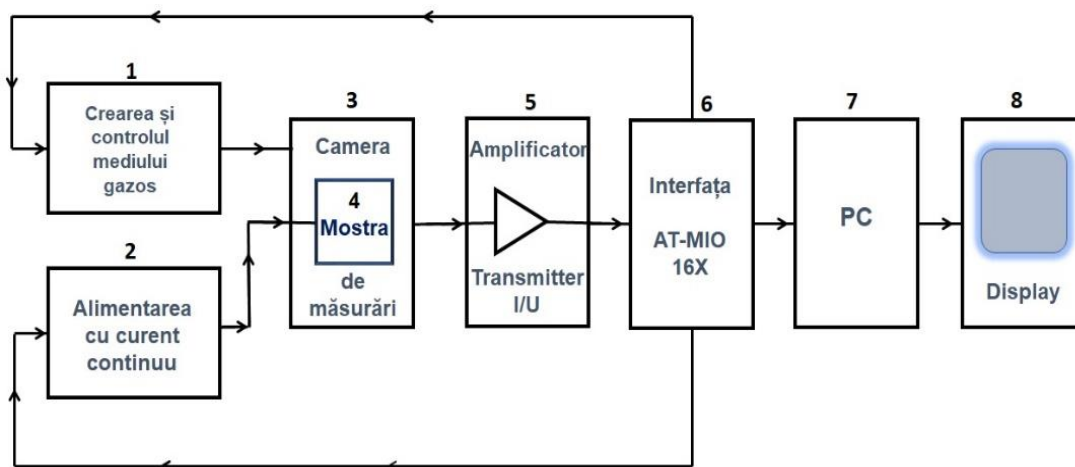 1
Crearea și
controlul
mediului
gazos
2
Alimentarea
cu curent
continuu
3
Camera
4
Mostra
de
măsurări
5
Amplificator
Transmitter
I/U
6
Interfața
AT-MIO
16X
7
PC
8
Display